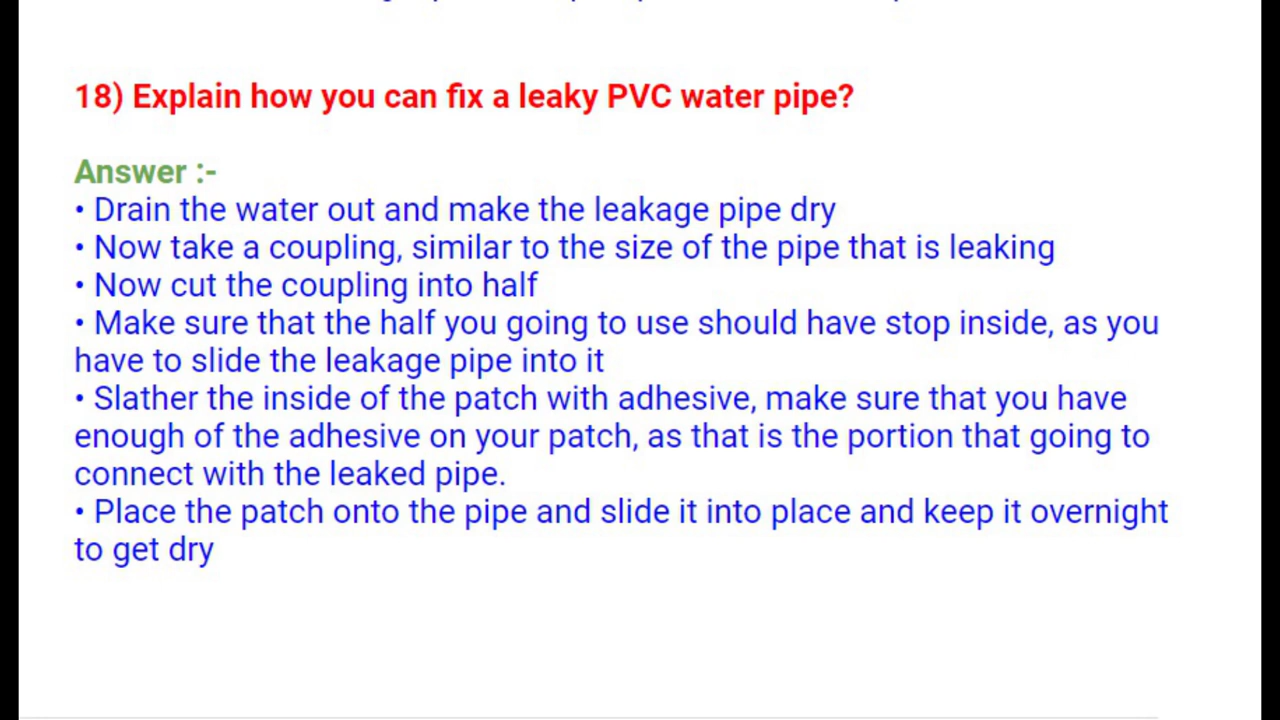 18) Explain how you can fix a leaky PVC water pipe?
Answer :-
• Drain the water out and make the leakage pipe dry
• Now take a coupling, similar to the size of the pipe that is leaking
• Now cut the coupling into half
• Make sure that the half you going to use should have stop inside, as you
have to slide the leakage pipe into it
• Slather the inside of the patch with adhesive, make sure that you have
enough of the adhesive on your patch, as that is the portion that going to
connect with the leaked pipe.
• Place the patch onto the pipe and slide it into place and keep it overnight
to get dry